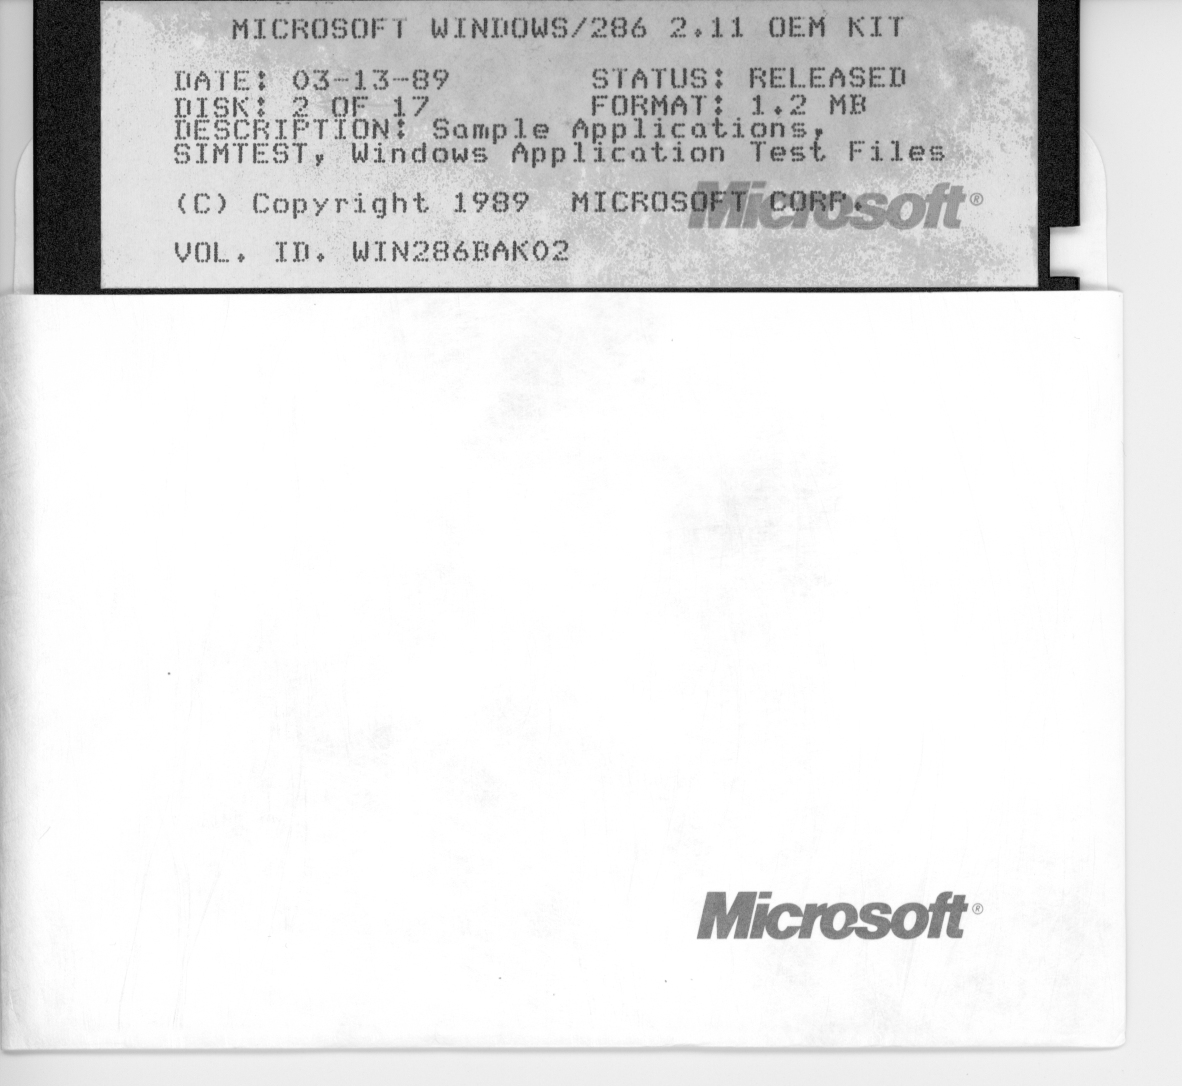 MICROSOFT WINDOWS/286 2.11 OEM KIT
DATE: 03-13-89 STATUS: RELEASED
DISK: 2 OF 17 FORMAT: 1.2 MB
DESCRIPTION: Sample Applications,
SIMTEST, Windows Application Test Files
(C) Copyright 1989 MICROSOFT CORP.
Microsoft®
VOL. ID. WIN286BAK02
Microsoft®